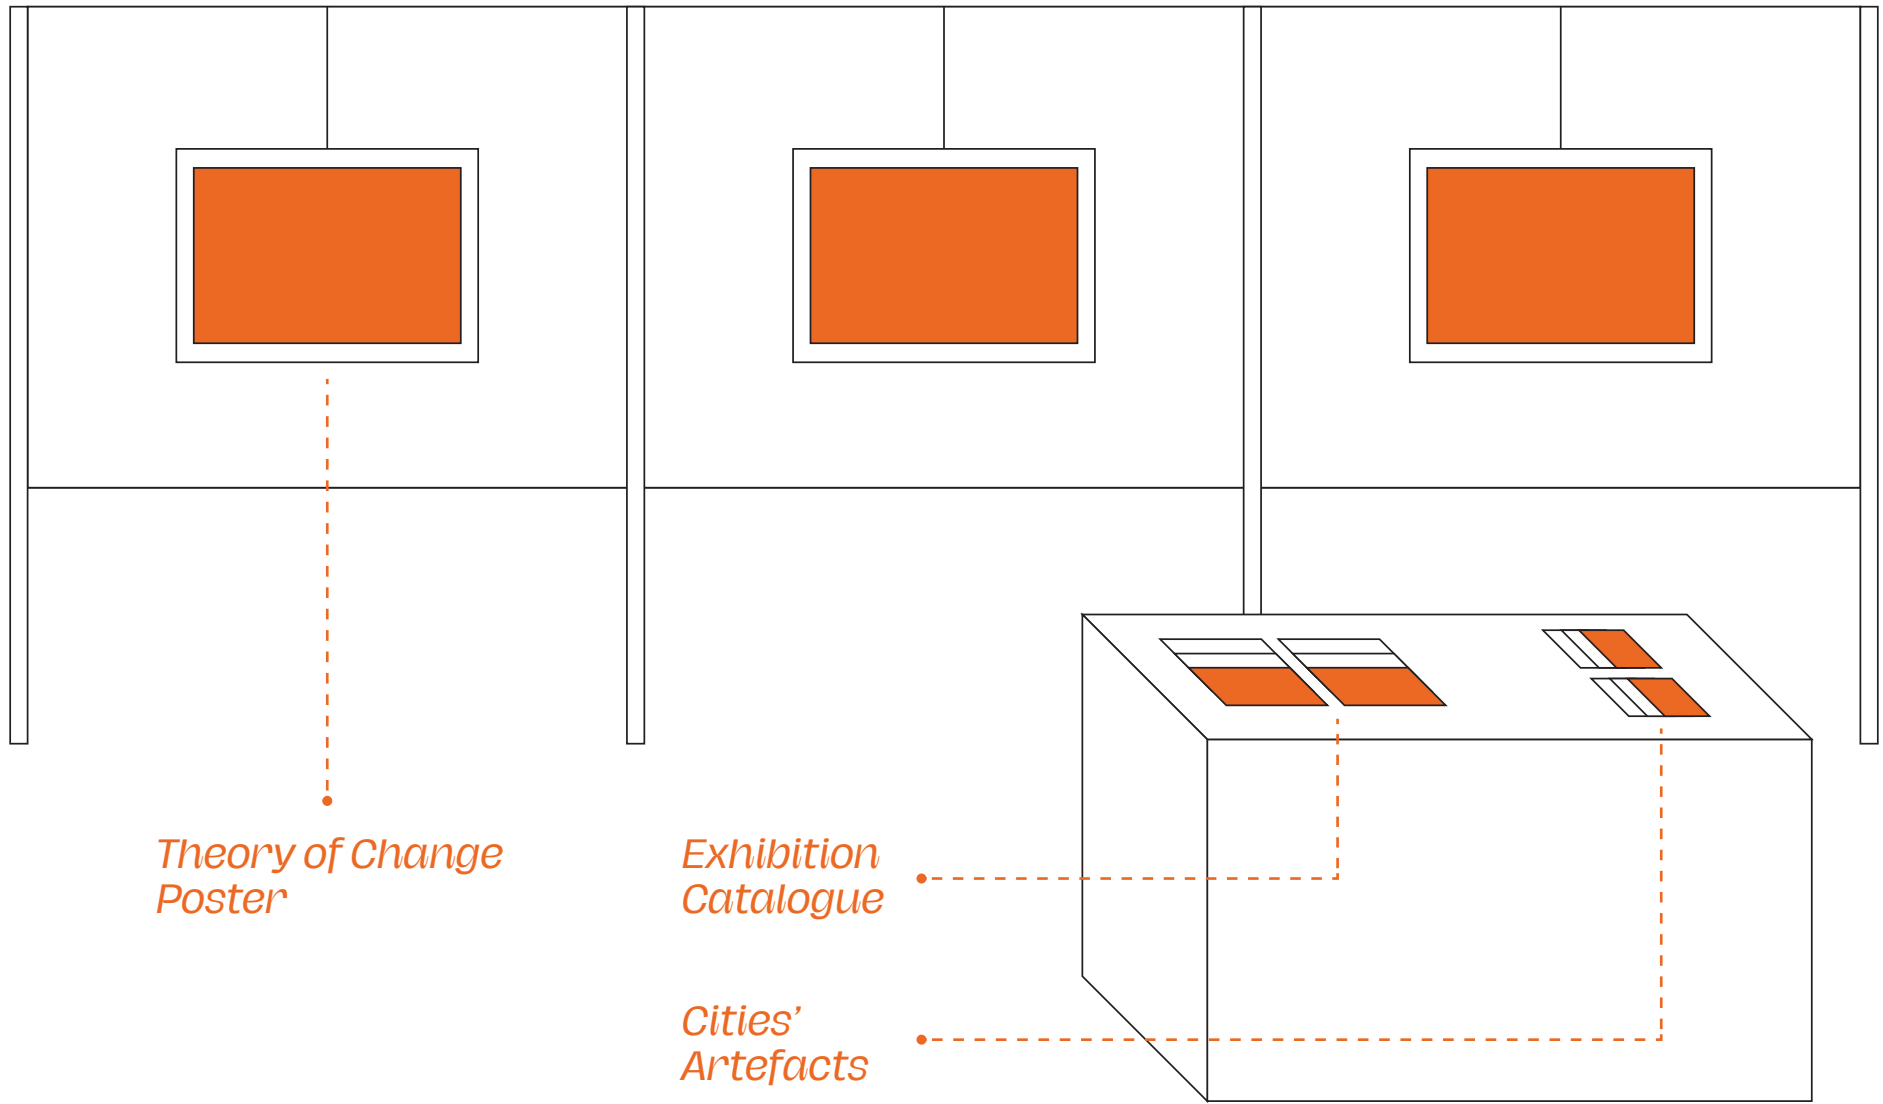 Theory of Change
Poster
Exhibition
Catalogue
Cities’
Artefacts